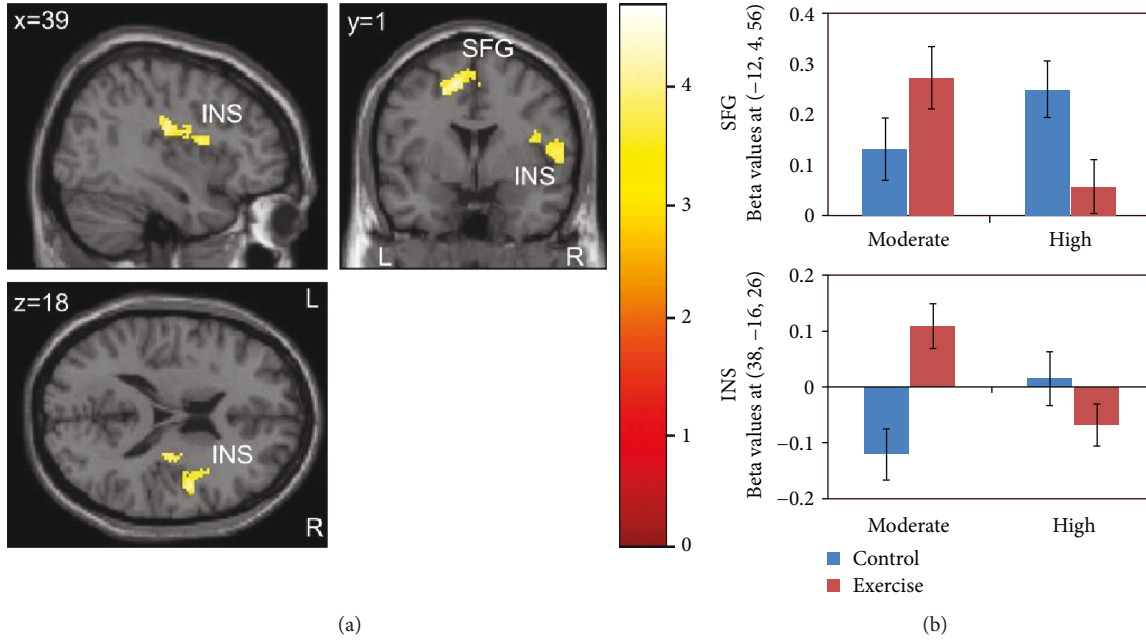 x=39
INS
y=1
SFG
INS
L
R
z=18
L
INS
R
4
3
2
1
0
(a)
SFG
Beta values at (−12, 4, 56)
0.4
0.3
0.2
0.1
0
Moderate
High
INS
Beta values at (38, −16, 26)
0.2
0.1
0
−0.1
−0.2
Moderate
High
Control
Exercise
(b)